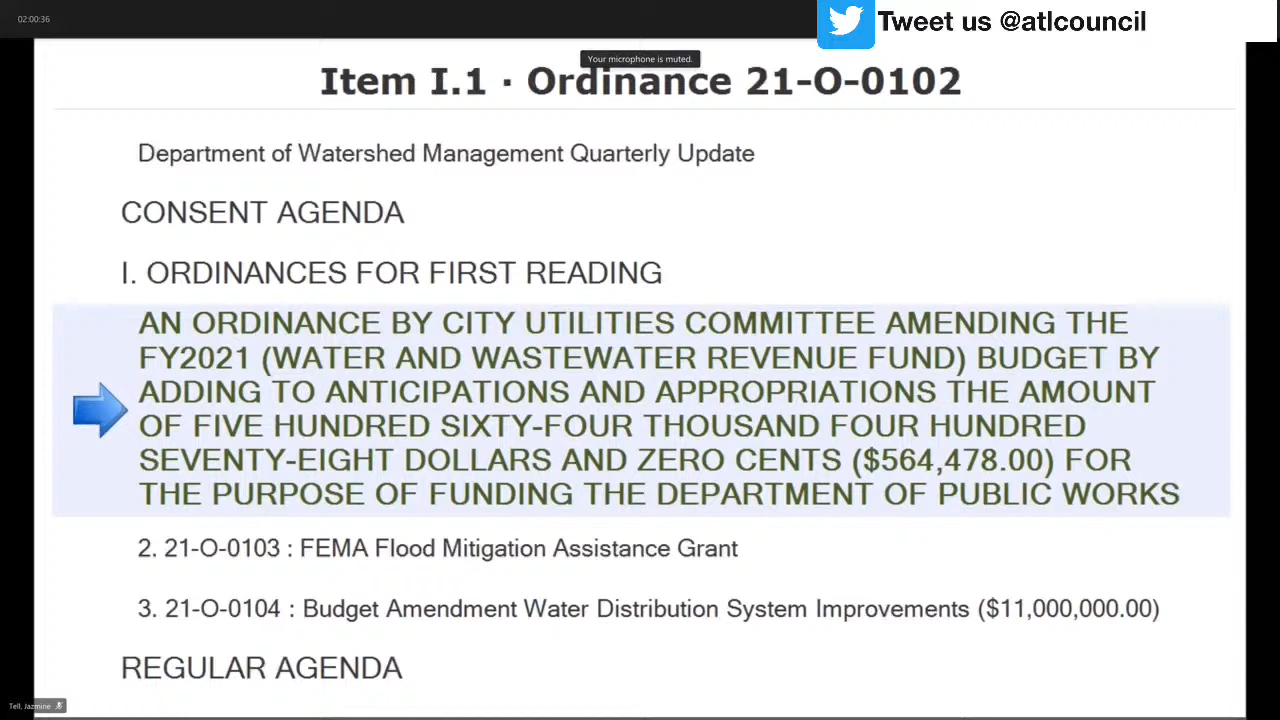 02:00:36
Tweet us @atlcouncil
Your microphone is muted.
Item I.1 · Ordinance 21-O-0102
Department of Watershed Management Quarterly Update
CONSENT AGENDA
I. ORDINANCES FOR FIRST READING
AN ORDINANCE BY CITY UTILITIES COMMITTEE AMENDING THE
FY2021 (WATER AND WASTEWATER REVENUE FUND) BUDGET BY
ADDING TO ANTICIPATIONS AND APPROPRIATIONS THE AMOUNT
OF FIVE HUNDRED SIXTY-FOUR THOUSAND FOUR HUNDRED
SEVENTY-EIGHT DOLLARS AND ZERO CENTS ($564,478.00) FOR
THE PURPOSE OF FUNDING THE DEPARTMENT OF PUBLIC WORKS
2. 21-O-0103 : FEMA Flood Mitigation Assistance Grant
3. 21-O-0104 : Budget Amendment Water Distribution System Improvements ($11,000,000.00)
REGULAR AGENDA
Tell, Jazmine